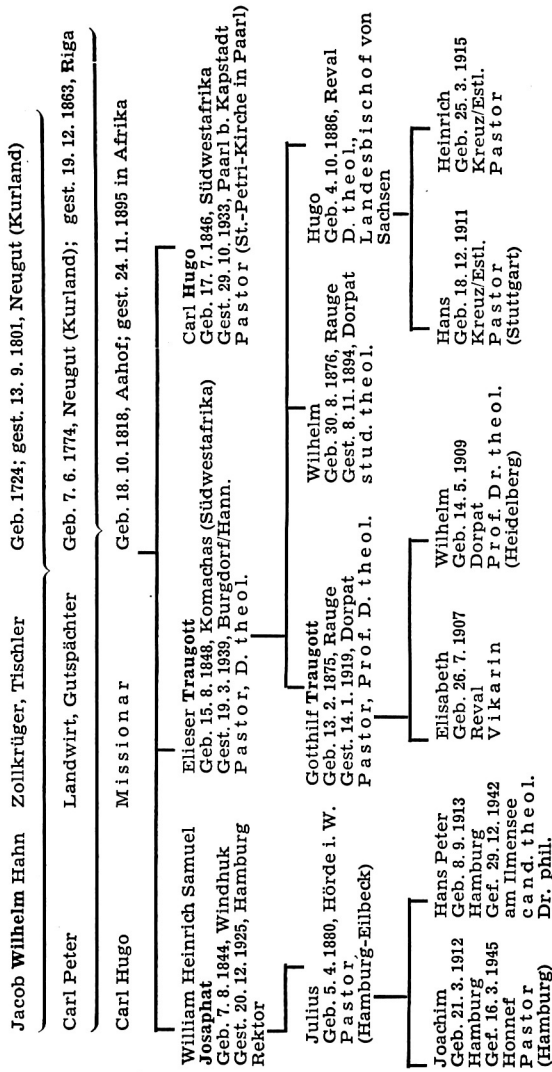 Jacob Wilhelm Hahn Zollkrüger, Tischler Geb. 1724; gest. 13. 9. 1801, Neugut (Kurland)
Carl Peter Landwirt, Gutspächter Geb. 7. 6. 1774, Neugut (Kurland); gest. 19. 12. 1863, Riga
Carl Hugo Missionar Geb. 18. 10. 1818, Aahof; gest. 24. 11. 1895 in Afrika
William Heinrich Samuel
Josaphat
Geb. 7. 8. 1844, Windhuk
Gest. 20. 12. 1925, Hamburg
Rektor
Elieser Traugott
Geb. 15. 8. 1848, Komachas (Südwestafrika)
Gest. 19. 3. 1939, Burgdorf/Hann.
Pastor, D. theol.
Carl Hugo
Geb. 17. 7. 1846, Südwestafrika
Gest. 29. 10. 1933, Paarl b. Kapstadt
Pastor (St.-Petri-Kirche in Paarl)
Julius
Geb. 5. 4. 1880, Hörde i. W.
Pastor
(Hamburg-Eilbeck)
Gotthilf Traugott
Geb. 13. 2. 1875, Rauge
Gest. 14. 1. 1919, Dorpat
Pastor, Prof. D. theol.
Wilhelm
Geb. 30. 8. 1876, Rauge
Gest. 8. 11. 1894, Dorpat
stud. theol.
Hugo
Geb. 4. 10. 1886, Reval
D. theol.,
Landesbischof von
Sachsen
Joachim
Geb. 21. 3. 1912
Hamburg
Gef. 16. 3. 1945
Honnef
Pastor
(Hamburg)
Hans Peter
Geb. 8. 9. 1913
Hamburg
Gef. 29. 12. 1942
am Ilmensee
cand. theol.
Dr. phil.
Elisabeth
Geb. 26. 7. 1907
Reval
Vikarin
Wilhelm
Geb. 14. 5. 1909
Dorpat
Prof. Dr. theol.
(Heidelberg)
Hans
Geb. 18. 12. 1911
Kreuz/Estl.
Pastor
(Stuttgart)
Heinrich
Geb. 25. 3. 1915
Kreuz/Estl.
Pastor